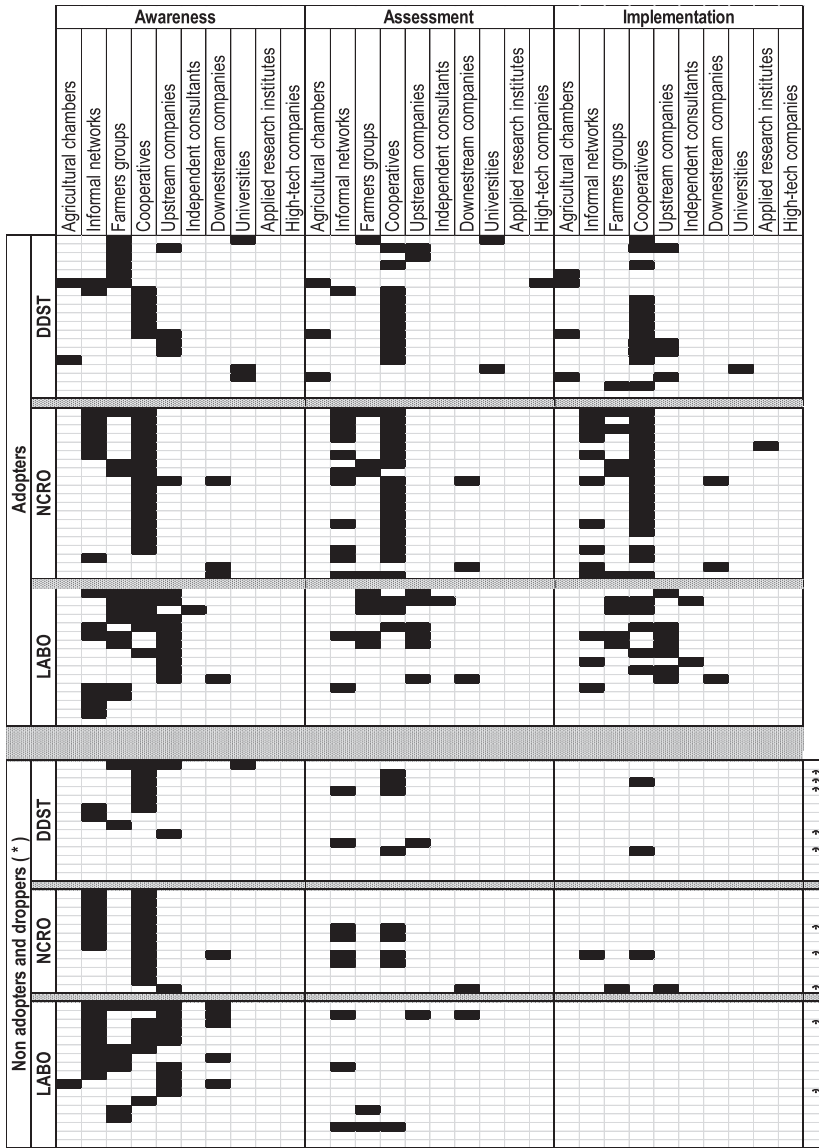 Awareness
Assessment
Implementation
Agricultural chambers
Informal networks
Farmers groups
Cooperatives
Upstream companies
Independent consultants
Downstream companies
Universities
Applied research institutes
High-tech companies
Agricultural chambers
Informal networks
Farmers groups
Cooperatives
Upstream companies
Independent consultants
Downstream companies
Universities
Applied research institutes
High-tech companies
Agricultural chambers
Informal networks
Farmers groups
Cooperatives
Upstream companies
Independent consultants
Downstream companies
Universities
Applied research institutes
High-tech companies
Adopters
DDST
NCRO
LABO
Non adopters and droppers ( * )
DDST
NCRO
LABO